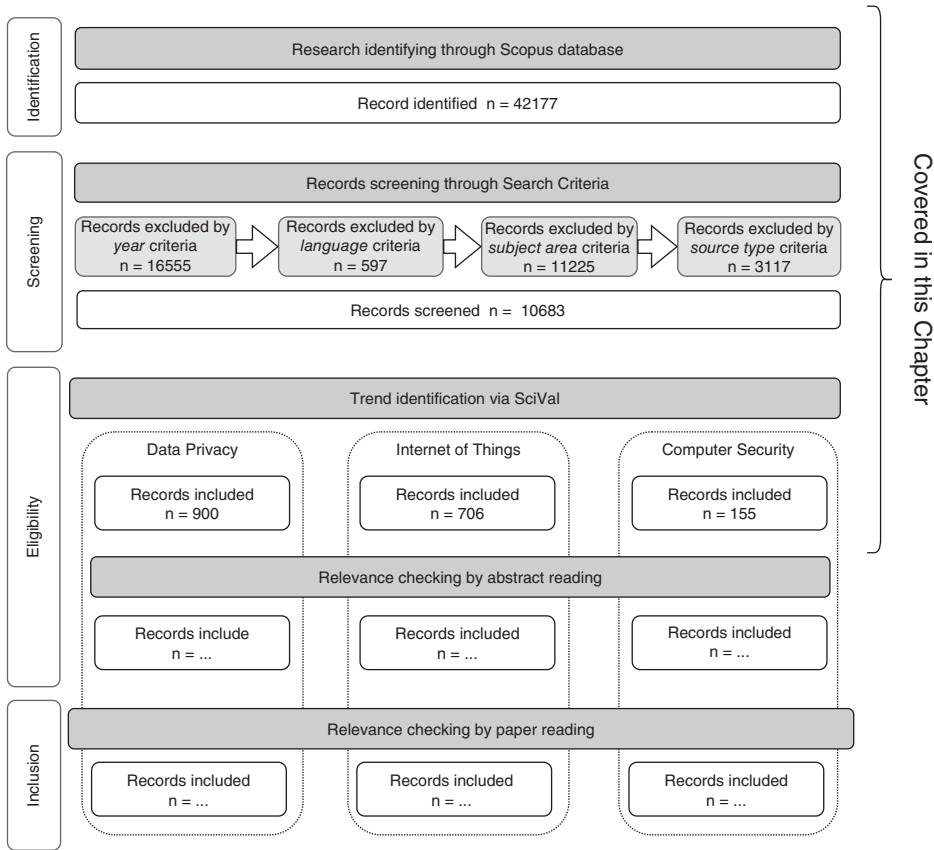 Identification
Research identifying through Scopus database
Record identified n = 42177
Screening
Records screening through Search Criteria
Records excluded by
year criteria
n = 16555
Records excluded by
language criteria
n = 597
Records excluded by
subject area criteria
n = 11225
Records excluded by
source type criteria
n = 3117
Records screened n = 10683
Eligibility
Trend identification via SciVal
Data Privacy
Records included
n = 900
Internet of Things
Records included
n = 706
Computer Security
Records included
n = 155
Relevance checking by abstract reading
Records include
n = ...
Records included
n = ...
Records included
n = ...
Inclusion
Relevance checking by paper reading
Records included
n = ...
Records included
n = ...
Records included
n = ...
Covered in this Chapter